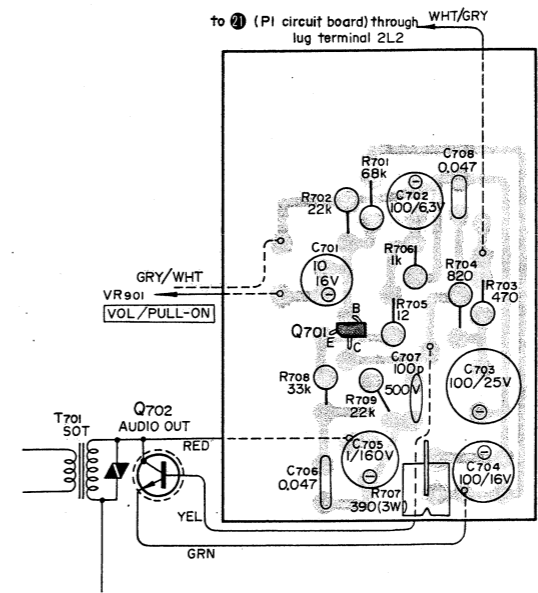 to 21 (P1 circuit board) through
lug terminal 2L2
WHT/GRY
C708
0.047
R701
68k
R702
22k
C702
100/6.3V
C701
10
16V
R706
1k
R704
820
R703
470
GRY/WHT
VR901
VOL/PULL-ON
B
Q701
E
C
R705
12
C707
100p
500V
C703
100/25V
R708
33k
R709
22k
T701
SOT
Q702
AUDIO OUT
RED
C705
1/160V
C704
100/16V
C706
0.047
R707
390(3W)
YEL
GRN